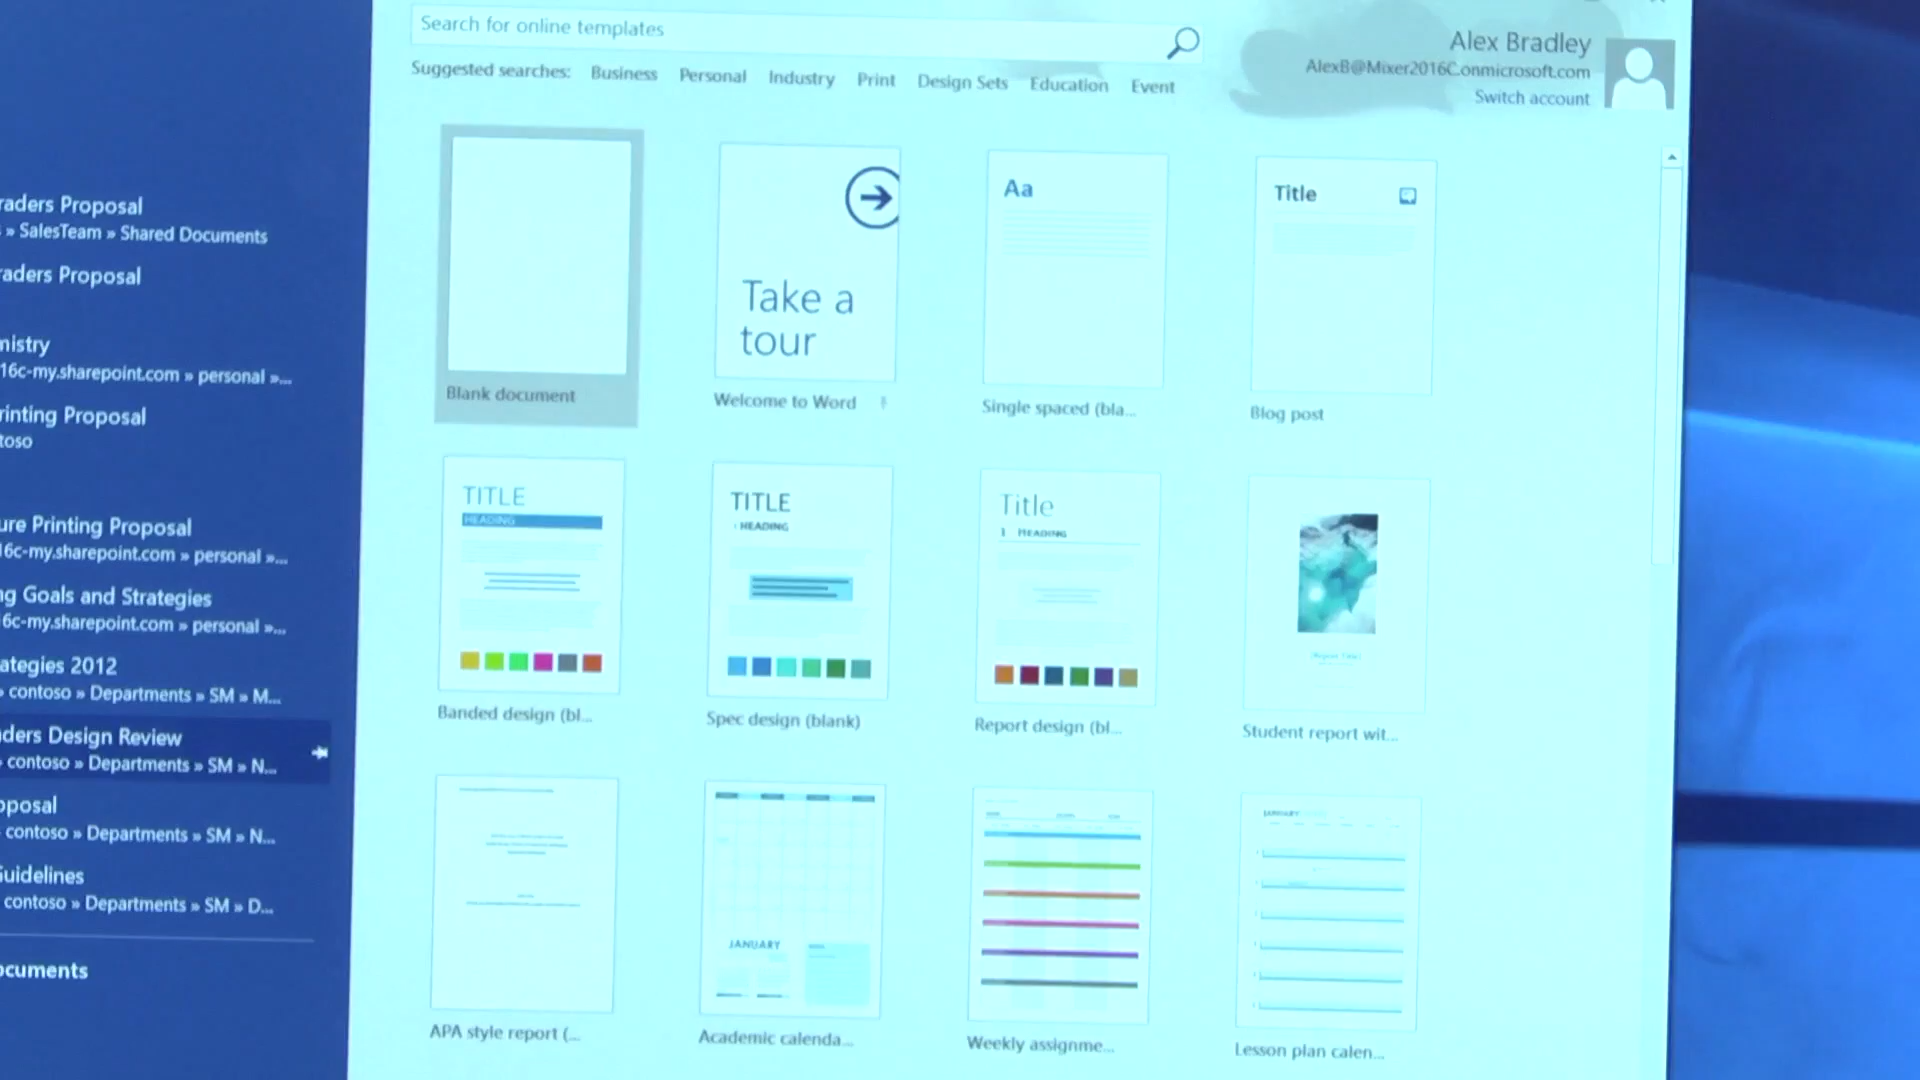 Search for online templates
Suggested searches: Business Personal Industry Print Design Sets Education Event
Alex Bradley
AlexB@Mixer2016C.onmicrosoft.com
Switch account
raders Proposal
» SalesTeam » Shared Documents
raders Proposal
mistry
16c-my.sharepoint.com » personal »...
rinting Proposal
toso
ure Printing Proposal
16c-my.sharepoint.com » personal »...
ng Goals and Strategies
6c-my.sharepoint.com » personal »...
ategies 2012
contoso » Departments » SM » M...
ders Design Review
contoso » Departments » SM » N...
oposal
contoso » Departments » SM » N...
Guidelines
contoso » Departments » SM » D...
ocuments
Blank document
Take a
tour
Welcome to Word
Aa
Single spaced (bla...
Title
Blog post
TITLE
HEADING
Banded design (bl...
TITLE
HEADING
Spec design (blank)
Title
1 HEADING
Report design (bl...
Student report wit...
APA style report (...
JANUARY
Academic calenda...
Weekly assignme...
JANUARY
Lesson plan calen...